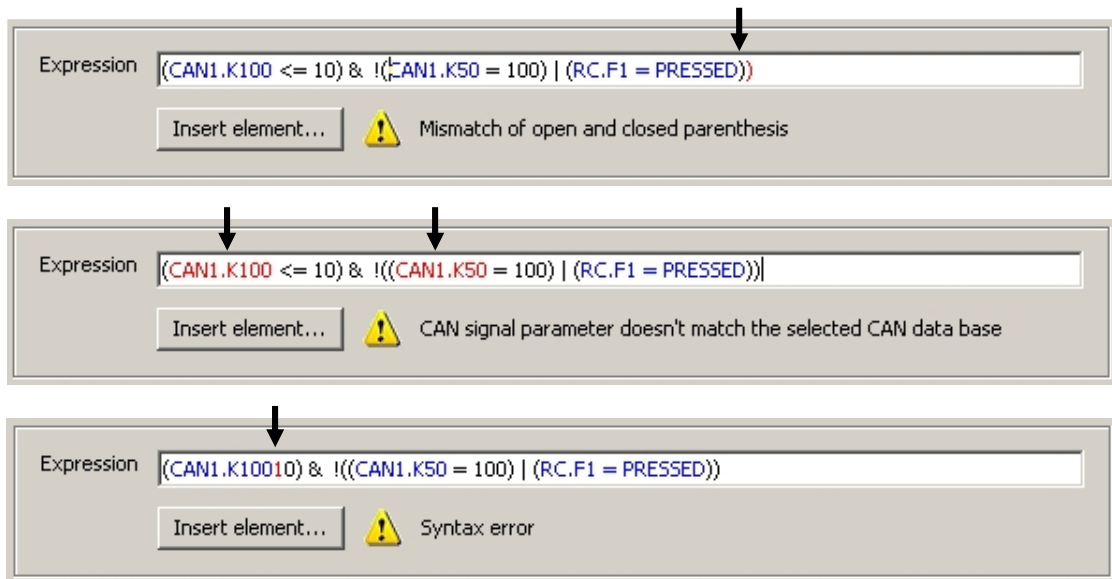 Expression (CAN1.K100 <= 10) & !(CAN1.K50 = 100) | (RC.F1 = PRESSED))
Insert element... Mismatch of open and closed parenthesis
Expression (CAN1.K100 <= 10) & !((CAN1.K50 = 100) | (RC.F1 = PRESSED))
Insert element... CAN signal parameter doesn't match the selected CAN data base
Expression (CAN1.K10010) & !((CAN1.K50 = 100) | (RC.F1 = PRESSED))
Insert element... Syntax error